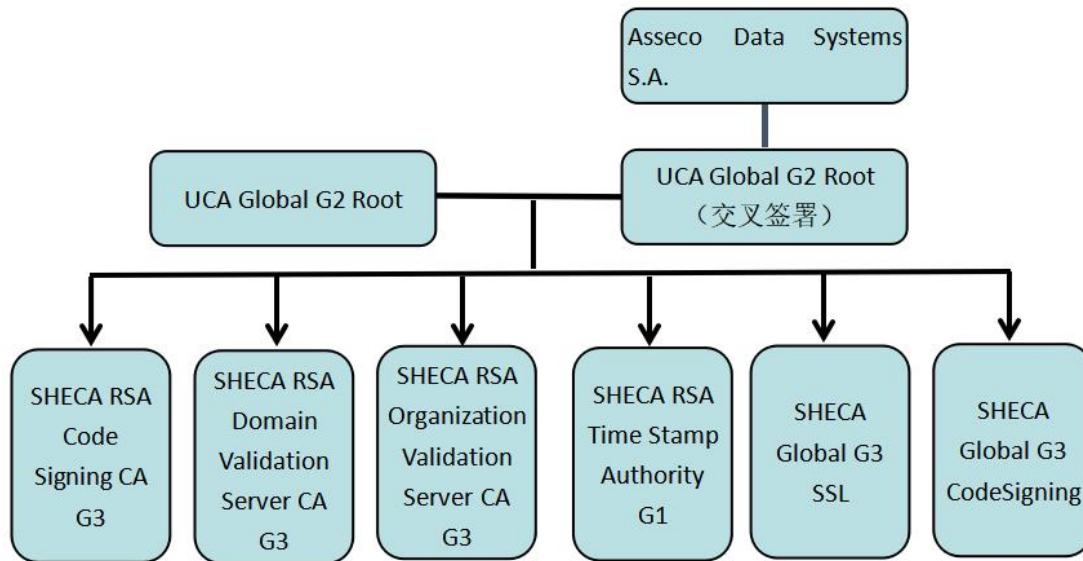 Asseco Data Systems
S.A.
UCA Global G2 Root
UCA Global G2 Root
（交叉签署）
SHECA RSA
Code
Signing CA
G3
SHECA RSA
Domain
Validation
Server CA
G3
SHECA RSA
Organization
Validation
Server CA
G3
SHECA RSA
Time Stamp
Authority
G1
SHECA
Global G3
SSL
SHECA
Global G3
CodeSigning